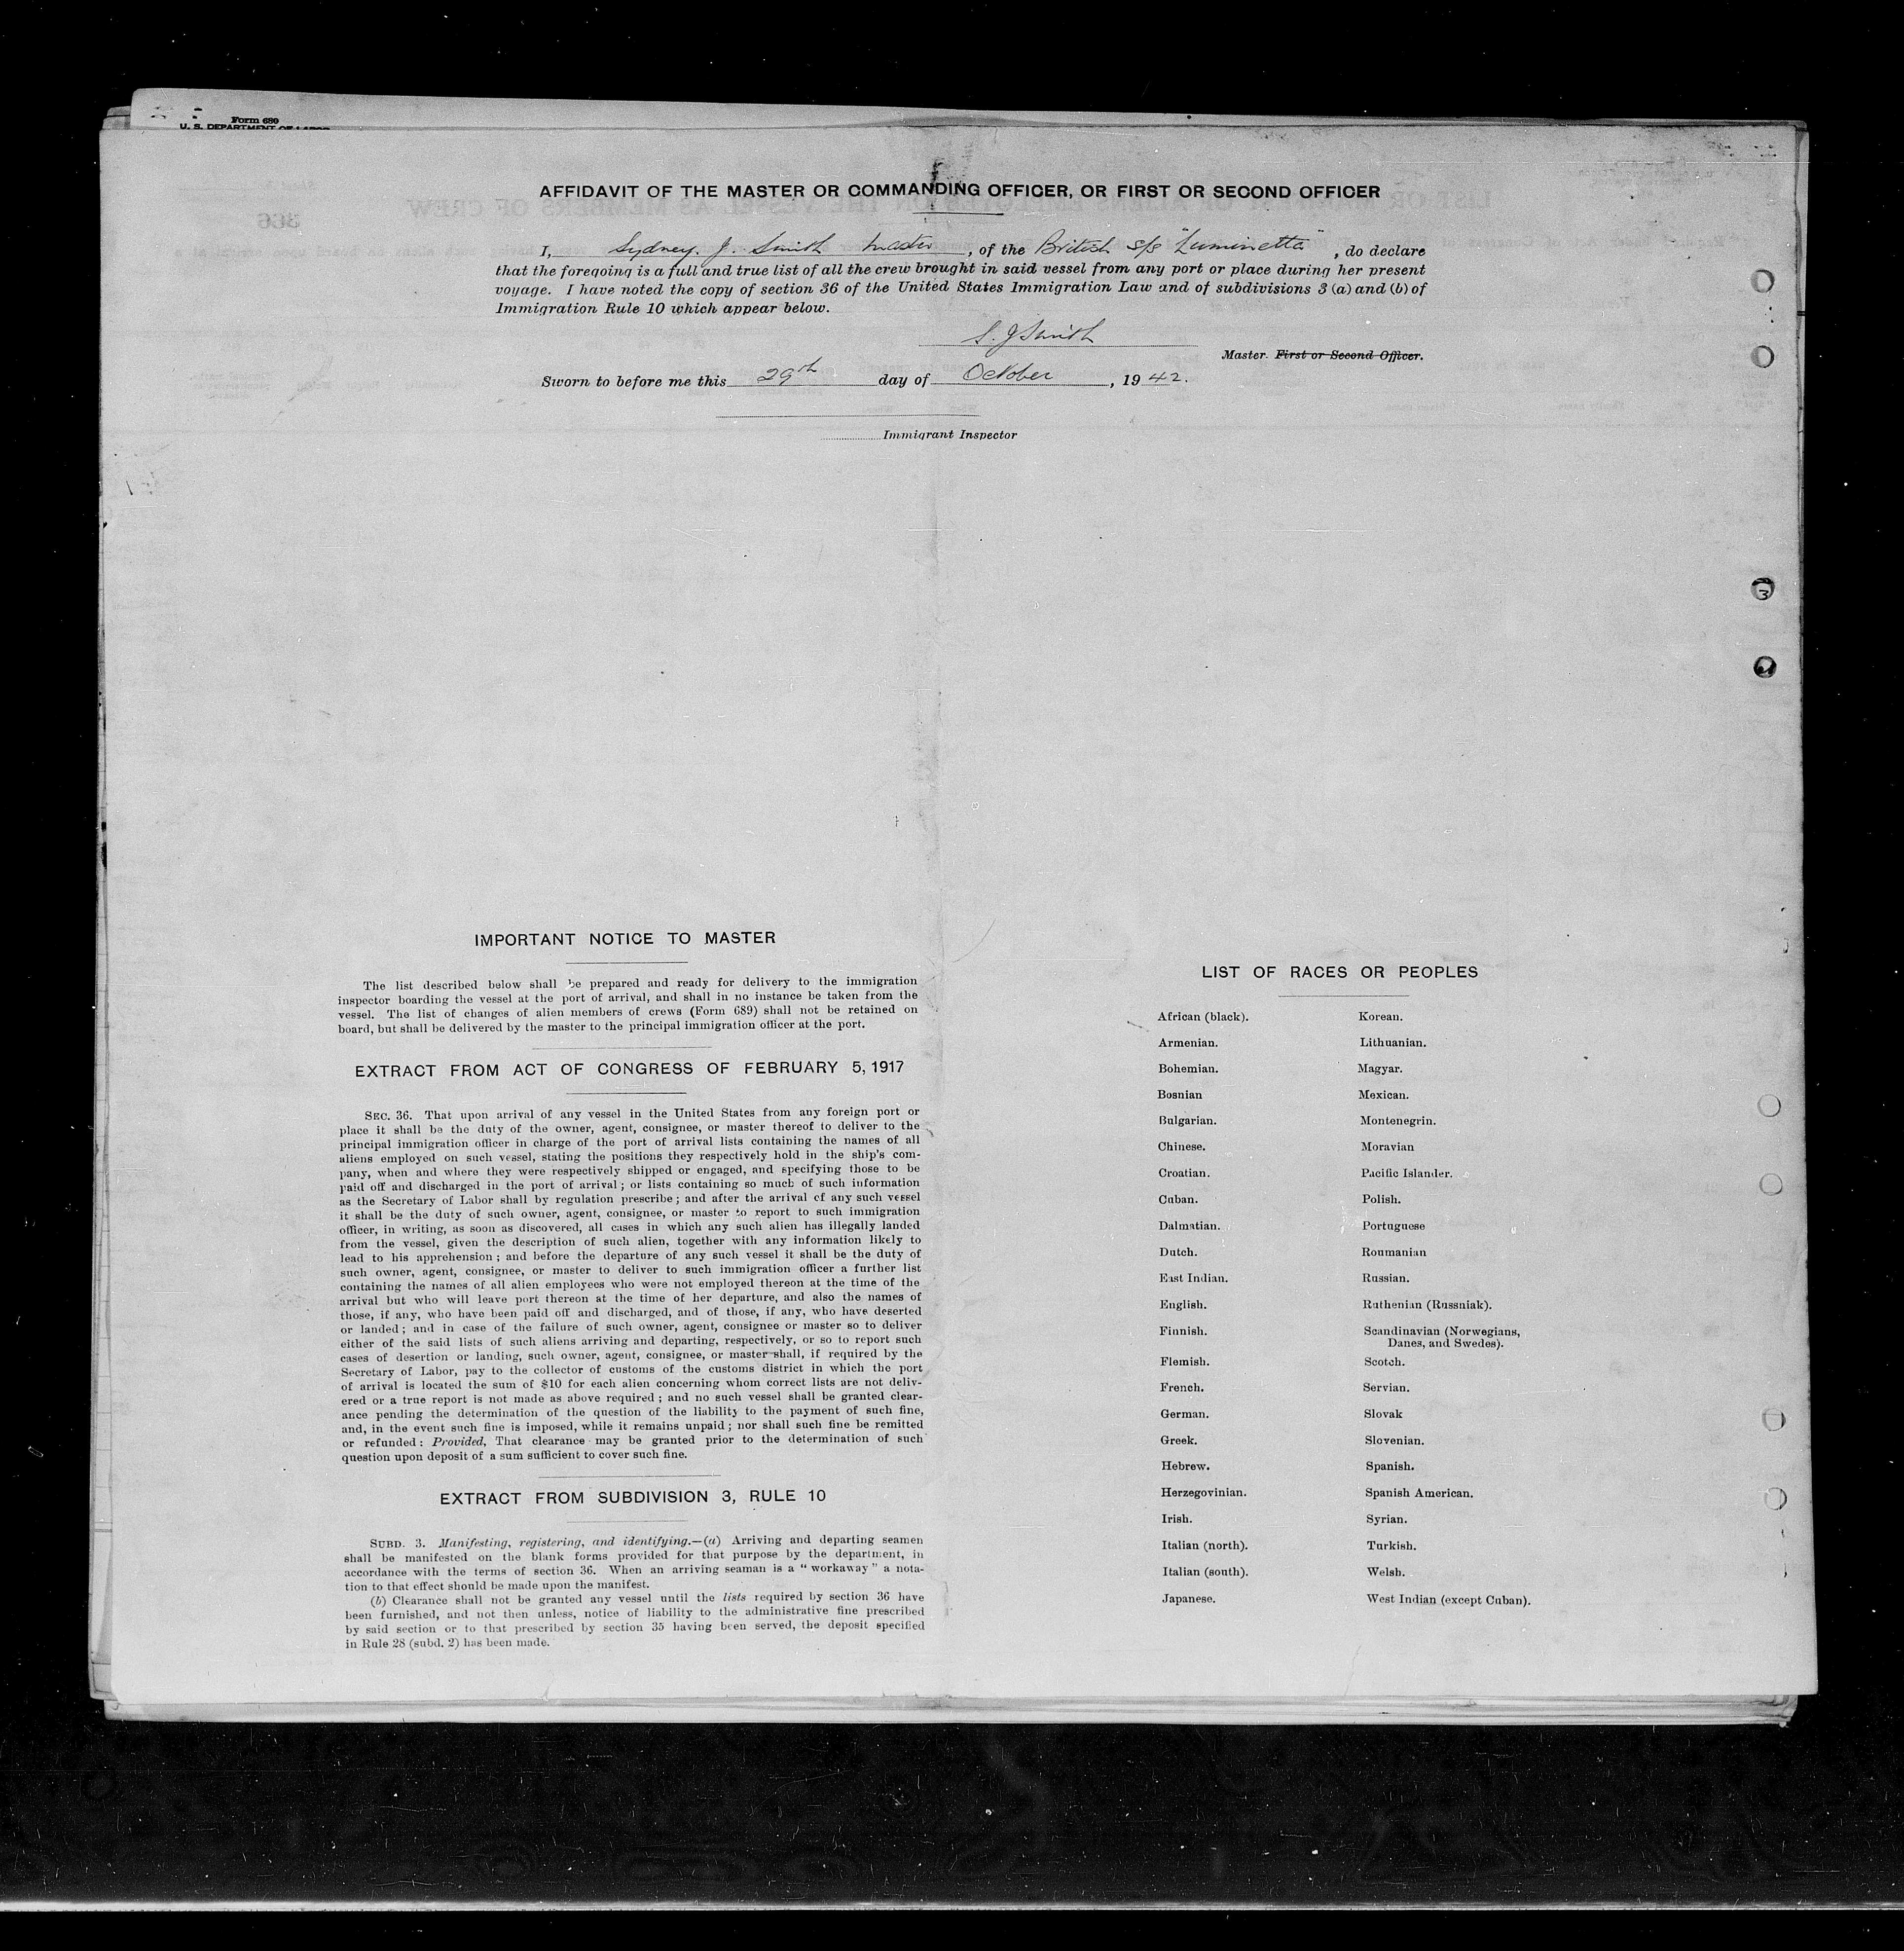 Form 680
U. S. DEPARTMENT OF LABOR
AFFIDAVIT OF THE MASTER OR COMMANDING OFFICER, OR FIRST OR SECOND OFFICER
I, Sydney. J. Smith Master, of the British s/s "Luminetta", do declare
that the foregoing is a full and true list of all the crew brought in said vessel from any port or place during her present
voyage. I have noted the copy of section 36 of the United States Immigration Law and of subdivisions 3 (a) and (b) of
Immigration Rule 10 which appear below.
S. J Smith
Master. First or Second Officer.
Sworn to before me this 29th day of October, 1942.
Immigrant Inspector
3
IMPORTANT NOTICE TO MASTER
The list described below shall be prepared and ready for delivery to the immigration
inspector boarding the vessel at the port of arrival, and shall in no instance be taken from the
vessel. The list of changes of alien members of crews (Form 689) shall not be retained on
board, but shall be delivered by the master to the principal immigration officer at the port.
EXTRACT FROM ACT OF CONGRESS OF FEBRUARY 5, 1917
SEC. 36. That upon arrival of any vessel in the United States from any foreign port or
place it shall be the duty of the owner, agent, consignee, or master thereof to deliver to the
principal immigration officer in charge of the port of arrival lists containing the names of all
aliens employed on such vessel, stating the positions they respectively hold in the ship's com-
pany, when and where they were respectively shipped or engaged, and specifying those to be
paid off and discharged in the port of arrival; or lists containing so much of such information
as the Secretary of Labor shall by regulation prescribe; and after the arrival of any such vessel
it shall be the duty of such owner, agent, consignee, or master to report to such immigration
officer, in writing, as soon as discovered, all cases in which any such alien has illegally landed
from the vessel, given the description of such alien, together with any information likely to
lead to his apprehension; and before the departure of any such vessel it shall be the duty of
such owner, agent, consignee, or master to deliver to such immigration officer a further list
containing the names of all alien employees who were not employed thereon at the time of the
arrival but who will leave port thereon at the time of her departure, and also the names of
those, if any, who have been paid off and discharged, and of those, if any, who have deserted
or landed; and in case of the failure of such owner, agent, consignee or master so to deliver
either of the said lists of such aliens arriving and departing, respectively, or so to report such
cases of desertion or landing, such owner, agent, consignee, or master shall, if required by the
Secretary of Labor, pay to the collector of customs of the customs district in which the port
of arrival is located the sum of $10 for each alien concerning whom correct lists are not deliv-
ered or a true report is not made as above required; and no such vessel shall be granted clear-
ance pending the determination of the question of the liability to the payment of such fine,
and, in the event such fine is imposed, while it remains unpaid; nor shall such fine be remitted
or refunded: Provided, That clearance may be granted prior to the determination of such
question upon deposit of a sum sufficient to cover such fine.
EXTRACT FROM SUBDIVISION 3, RULE 10
SUBD. 3. Manifesting, registering, and identifying.—(a) Arriving and departing seamen
shall be manifested on the blank forms provided for that purpose by the department, in
accordance with the terms of section 36. When an arriving seaman is a "workaway" a nota-
tion to that effect should be made upon the manifest.
(b) Clearance shall not be granted any vessel until the lists required by section 36 have
been furnished, and not then unless, notice of liability to the administrative fine prescribed
by said section or to that prescribed by section 35 having been served, the deposit specified
in Rule 28 (subd. 2) has been made.
LIST OF RACES OR PEOPLES
African (black).
Armenian.
Bohemian.
Bosnian
Bulgarian.
Chinese.
Croatian.
Cuban.
Dalmatian.
Dutch.
East Indian.
English.
Finnish.
Flemish.
French.
German.
Greek.
Hebrew.
Herzegovinian.
Irish.
Italian (north).
Italian (south).
Japanese.
Korean.
Lithuanian.
Magyar.
Mexican.
Montenegrin.
Moravian
Pacific Islander.
Polish.
Portuguese
Roumanian
Russian.
Ruthenian (Russniak).
Scandinavian (Norwegians,
Danes, and Swedes).
Scotch.
Servian.
Slovak
Slovenian.
Spanish.
Spanish American.
Syrian.
Turkish.
Welsh.
West Indian (except Cuban).